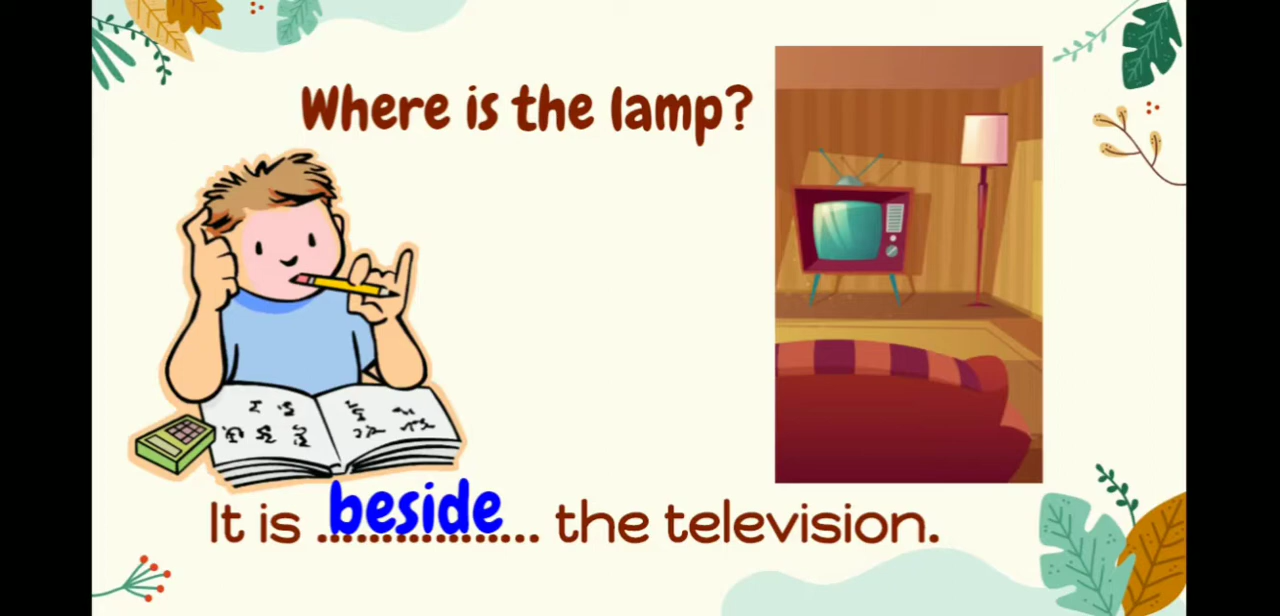 Where is the lamp?
It is ...beside... the television.